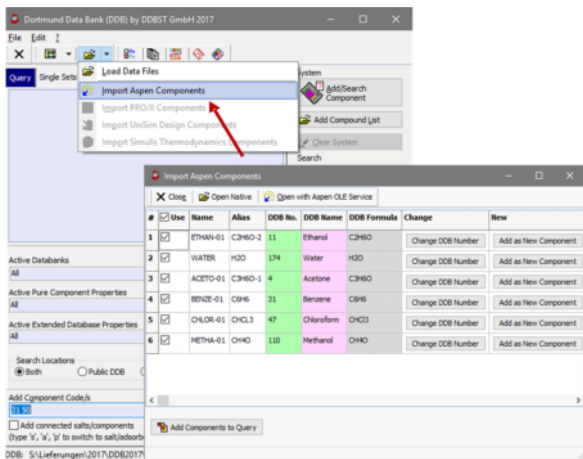 Dortmund Data Bank (DDB) by DDBST GmbH 2017
File Edit ?
Load Data Files
Import Aspen Components
Import PRO/II Components
Import UniSim Design Components
Import Simulis Thermodynamics Components
Query Single Sets
System
Add/Search Component
Add Compound List
Clear System
Search
Import Aspen Components
Close Open Native Open with Aspen OLE Service
# Use Name Alias DDB No. DDB Name DDB Formula Change New
1 ETHAN-01 C2H6O-2 11 Ethanol C2H6O Change DDB Number Add as New Component
2 WATER H2O 174 Water H2O Change DDB Number Add as New Component
3 ACETO-01 C3H6O-1 4 Acetone C3H6O Change DDB Number Add as New Component
4 BENZE-01 C6H6 31 Benzene C6H6 Change DDB Number Add as New Component
5 CHLOR-01 CHCL3 47 Chloroform CHCl3 Change DDB Number Add as New Component
6 METHA-01 CH4O 110 Methanol CH4O Change DDB Number Add as New Component
Add Components to Query
Active Databanks
All
Active Pure Component Properties
All
Active Extended Database Properties
All
Search Locations
Both Public DDB
Add Component Code/s
31 50
Add connected salts/components
(type 's', 'a', 'p' to switch to salt/adsorb
DDB: S:\Lieferungen\2017\DDB2017\